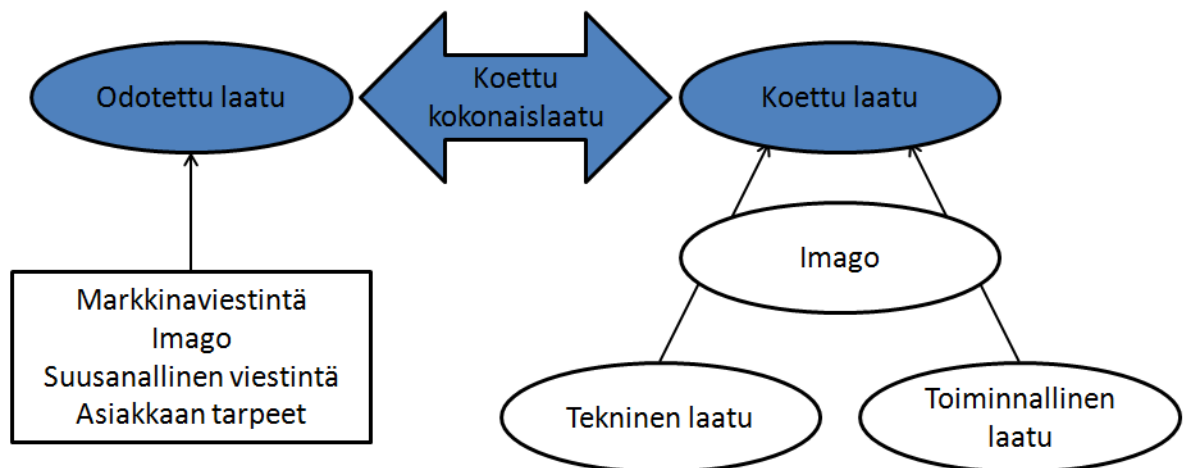 Odotettu laatu
Koettu
kokonaislaatu
Koettu laatu
Imago
Markkinaviestintä
Imago
Suusanallinen viestintä
Asiakkaan tarpeet
Tekninen laatu
Toiminnallinen
laatu